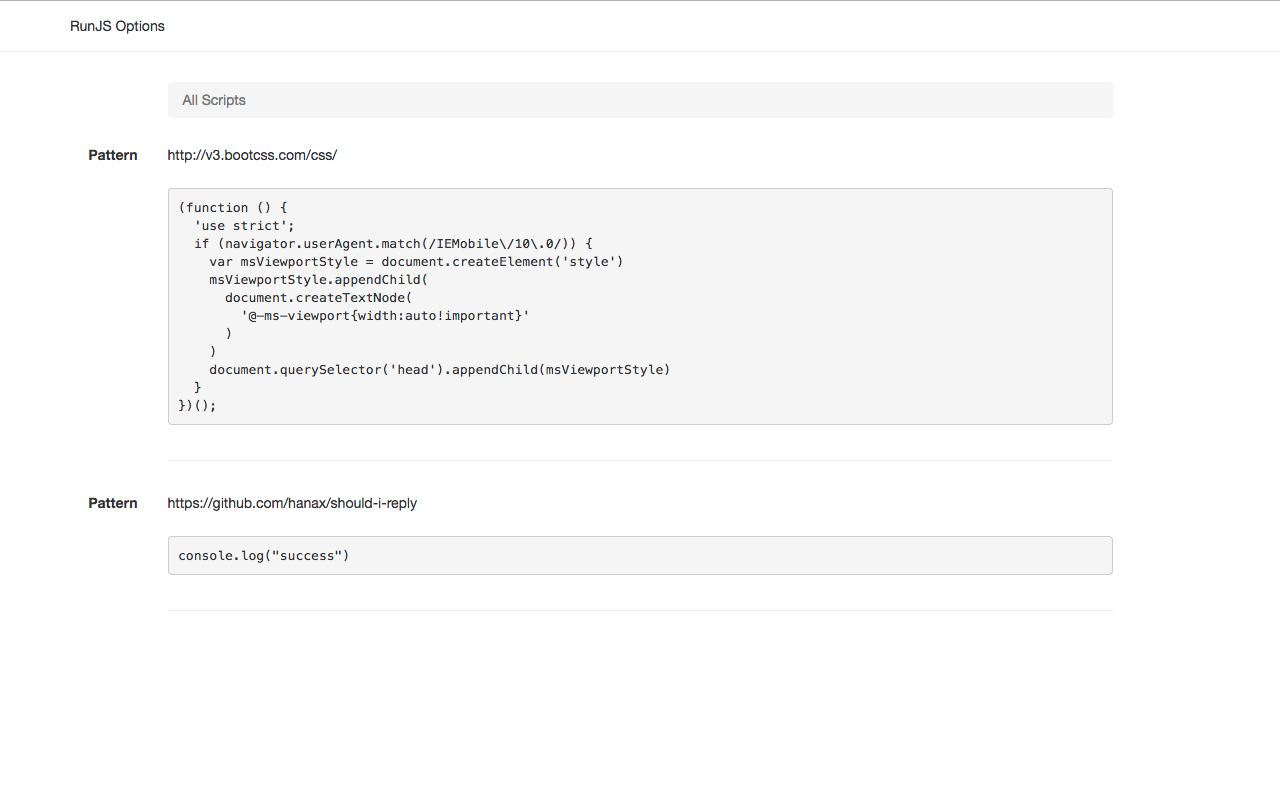 RunJS Options
All Scripts
Pattern http://v3.bootcss.com/css/
(function () {
  'use strict';
  if (navigator.userAgent.match(/IEMobile\/10\.0/)) {
    var msViewportStyle = document.createElement('style')
    msViewportStyle.appendChild(
      document.createTextNode(
        '@-ms-viewport{width:auto!important}'
      )
    )
    document.querySelector('head').appendChild(msViewportStyle)
  }
})();
Pattern https://github.com/hanax/should-i-reply
console.log("success")